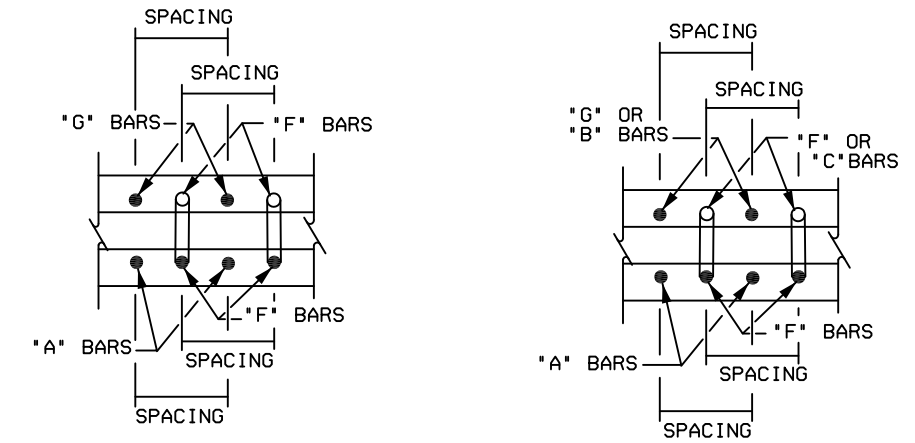 SPACING
SPACING
"G" BARS
"F" BARS
"F" BARS
"A" BARS
SPACING
SPACING
SPACING
SPACING
"G" OR
"B" BARS
"F" OR
"C"BARS
"F" BARS
"A" BARS
SPACING
SPACING